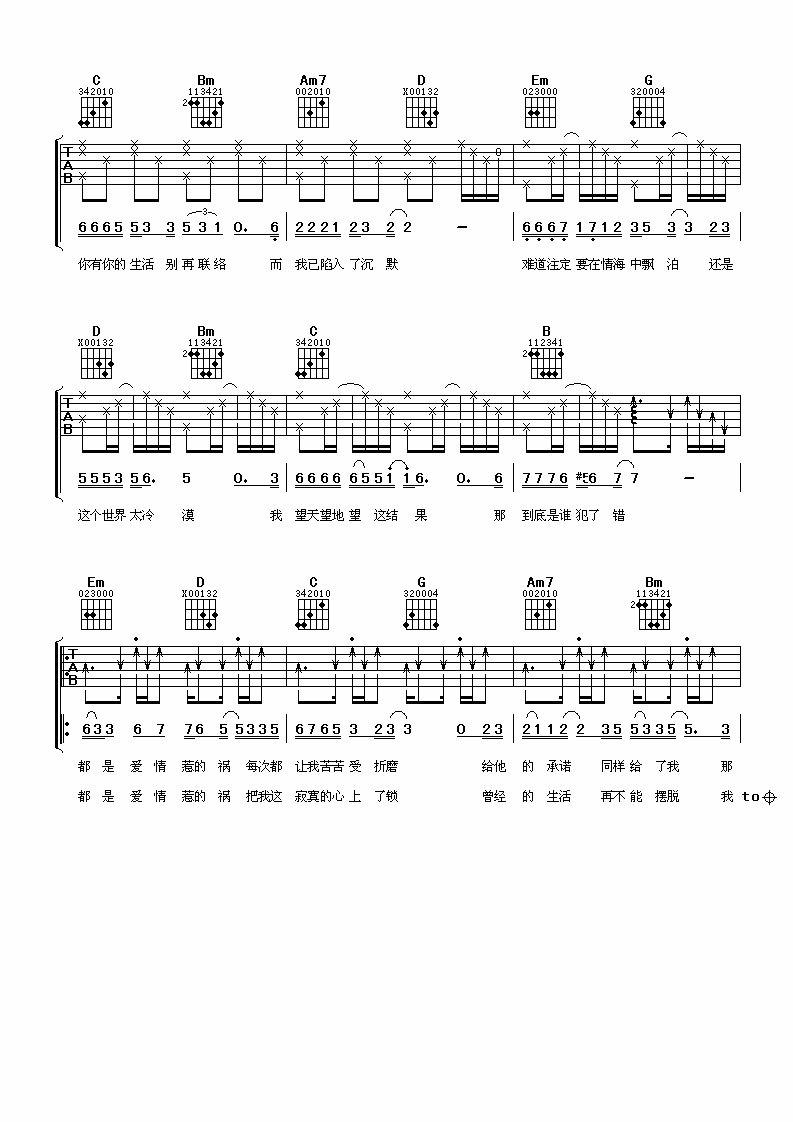 C Bm Am7 D Em G
342010 113421 002010 X00132 023000 320004
2 2
T
A
B
0
3
6665 53 3 531 0. 6 2221 23 2 2 - 6667 1712 35 3 3 23
你有你的 生活 别再联络 而 我已陷入了沉 默 难道注定 要在情海 中飘 泊 还是
D Bm C B
X00132 113421 342010 112341
2 2
T
A
B
5553 56. 5 0. 3 6666 6551 16. 0. 6 7776 #56 7 7 -
这个世界 太冷 漠 我 望天望地 望 这结 果 那 到底是谁 犯了 错
Em D C G Am7 Bm
023000 X00132 342010 320004 002010 113421
2
T
A
B
633 6 7 76 5 5335 6765 3 23 3 0 23 2112 2 35 5335 5. 3
都 是 爱 情 惹的 祸 每次都 让我苦苦 受 折磨 给他 的 承诺 同样 给 了我 那
都 是 爱 情 惹的 祸 把我这 寂寞的心 上 了锁 曾经 的 生活 再不 能 摆脱 我 to